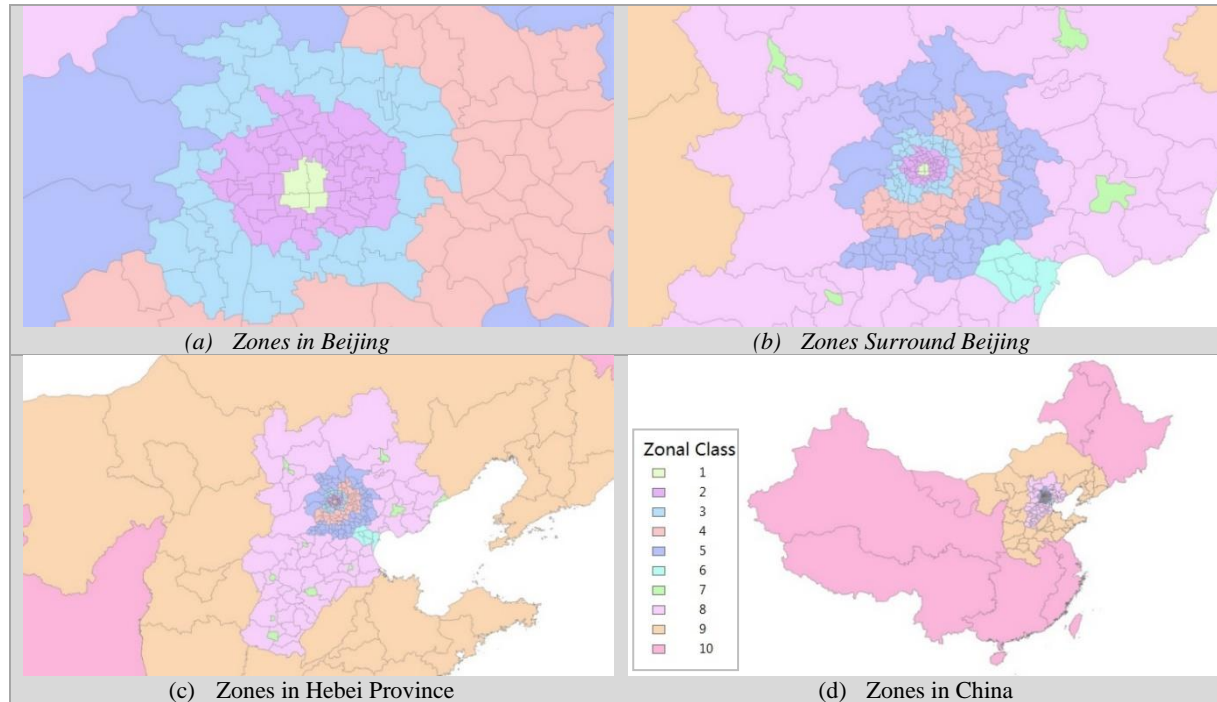 (a) Zones in Beijing
(b) Zones Surround Beijing
Zonal Class
1
2
3
4
5
6
7
8
9
10
(c) Zones in Hebei Province
(d) Zones in China